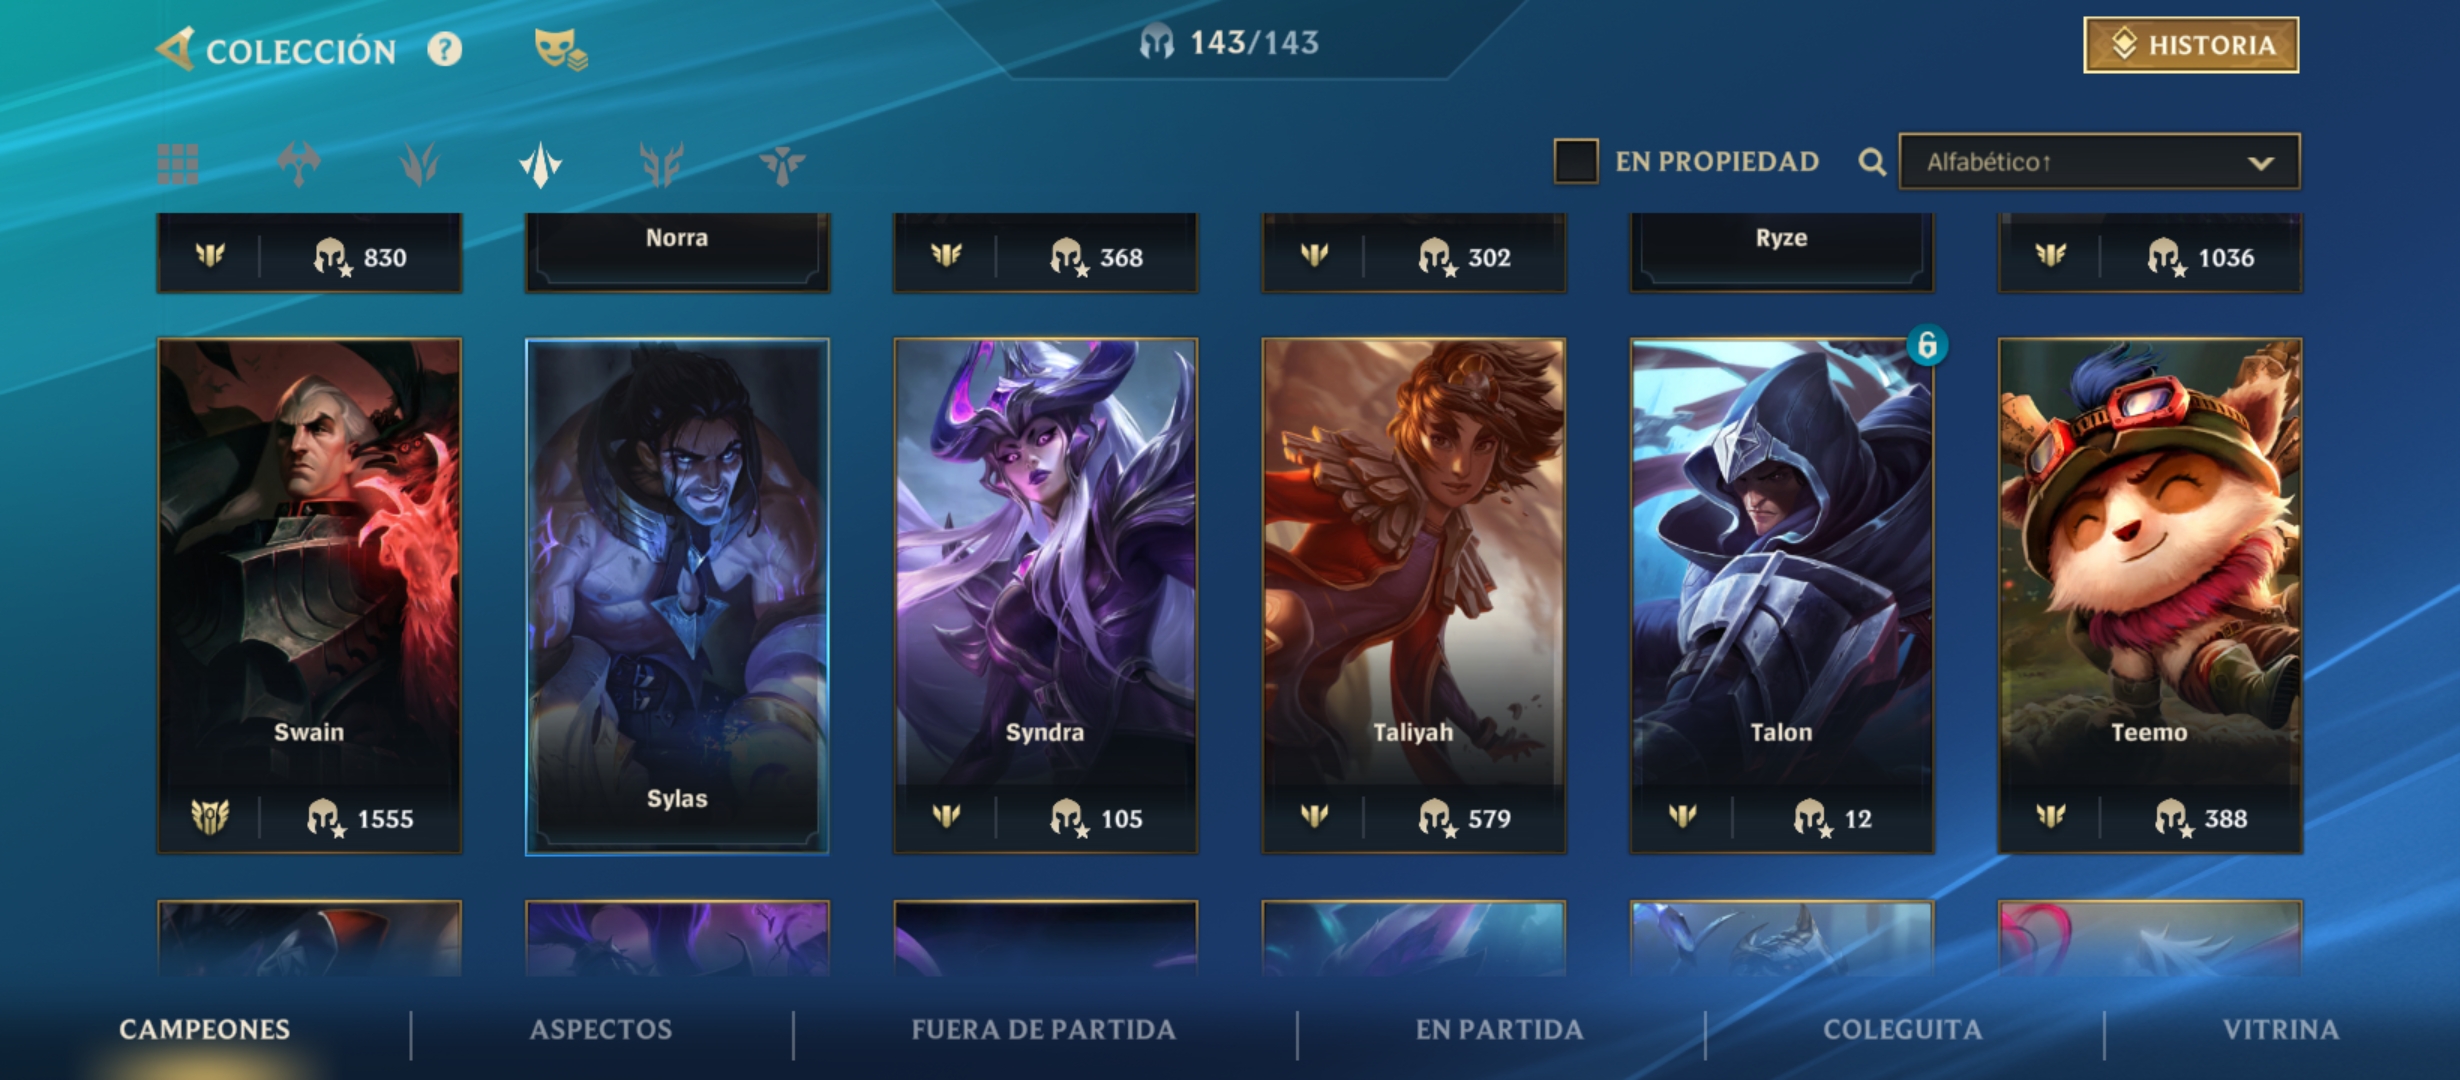 COLECCIÓN
?
143/143
HISTORIA
EN PROPIEDAD
Alfabético↑
830
Norra
368
302
Ryze
1036
Swain
1555
Sylas
Syndra
105
Taliyah
579
Talon
12
Teemo
388
CAMPEONES
ASPECTOS
FUERA DE PARTIDA
EN PARTIDA
COLEGUITA
VITRINA